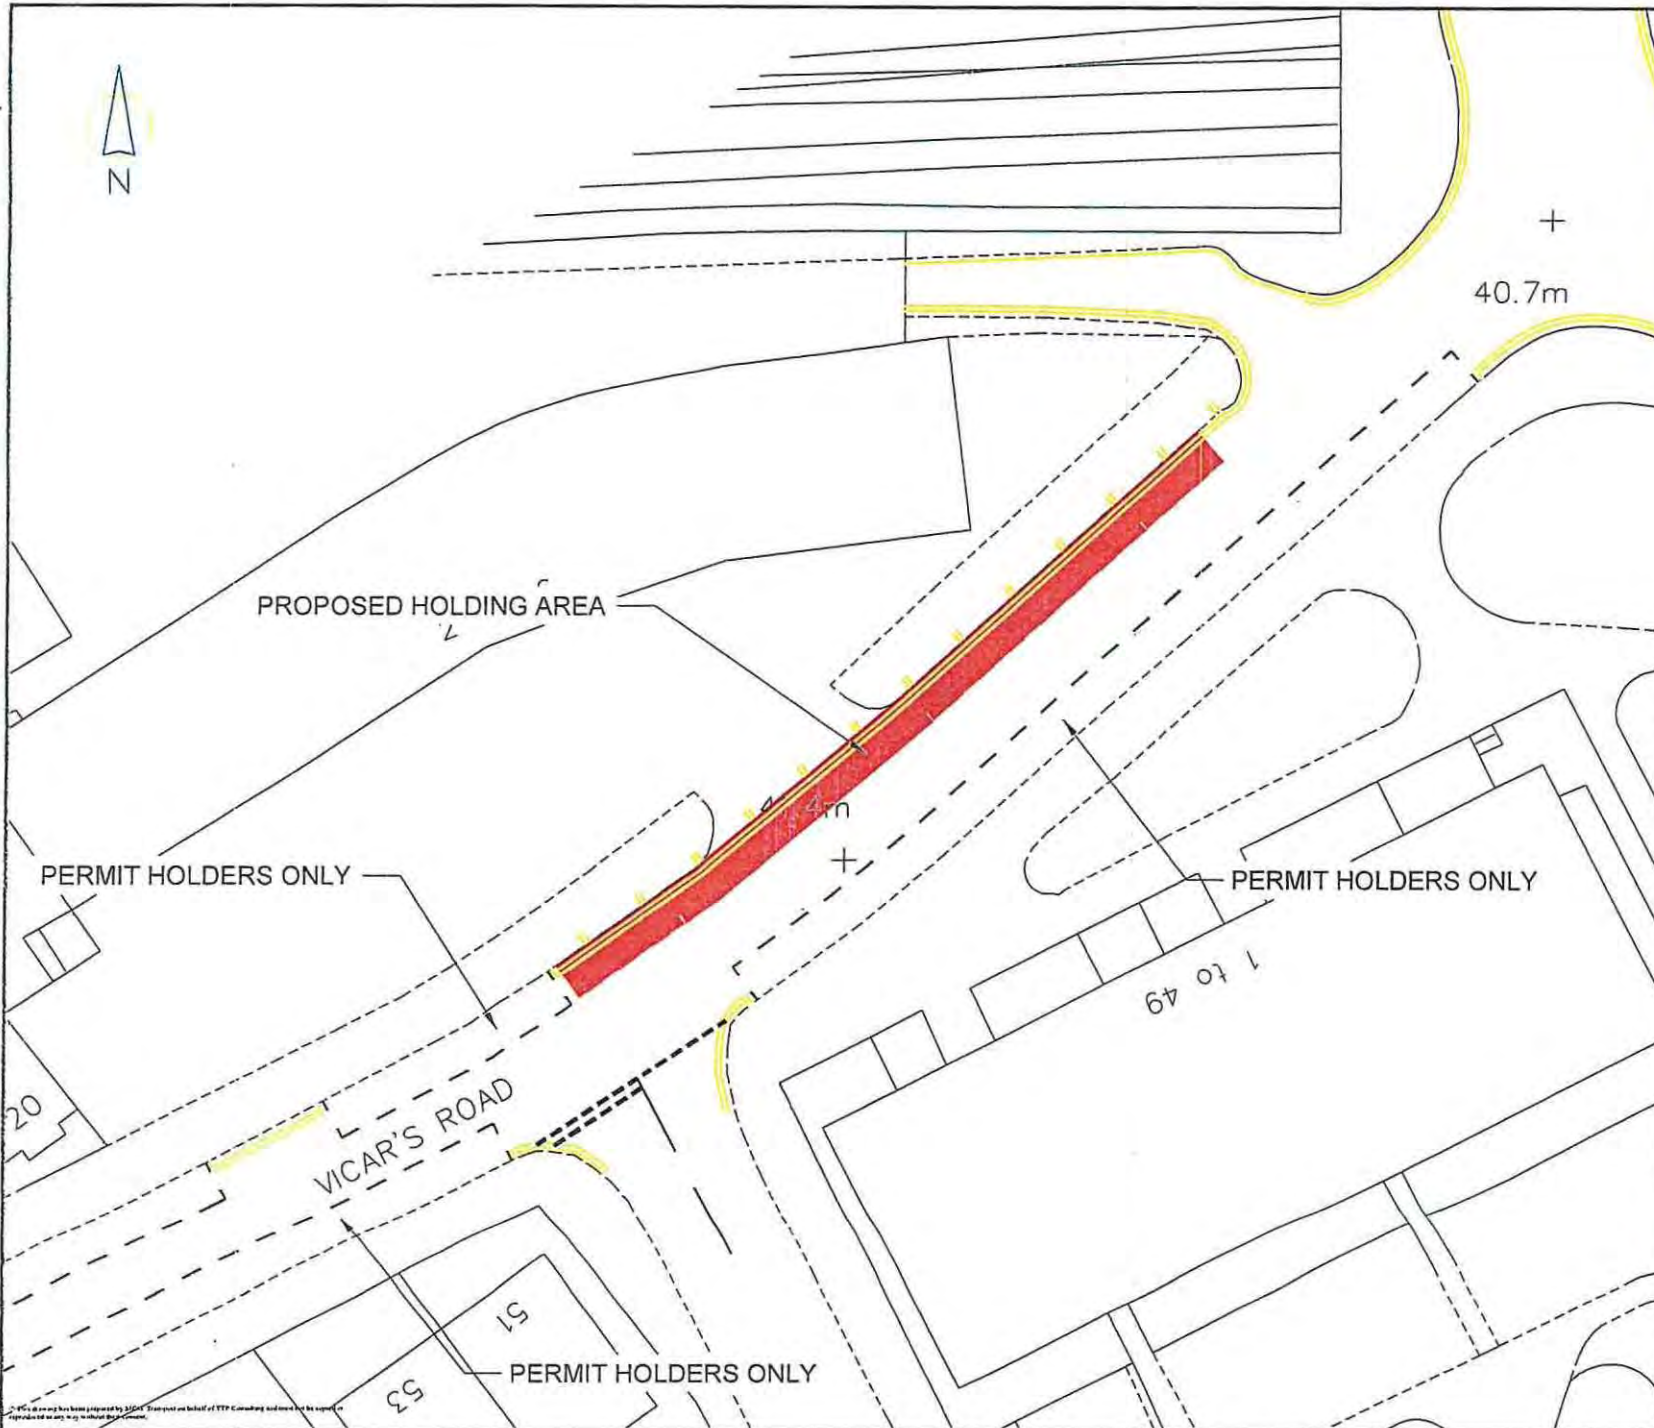 N
40.7m
PROPOSED HOLDING AREA
4m
PERMIT HOLDERS ONLY
PERMIT HOLDERS ONLY
1 to 49
20
VICAR'S ROAD
51
53
PERMIT HOLDERS ONLY